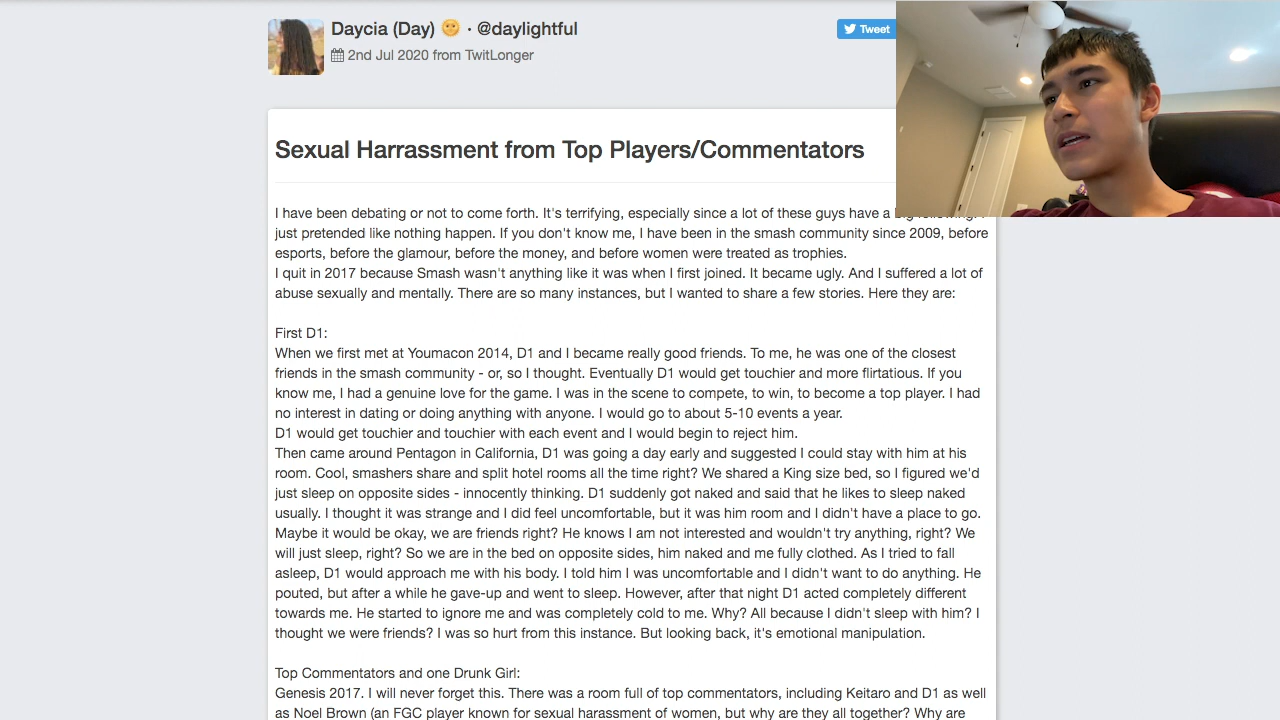 Daycia (Day) 🌝 · @daylightful
Tweet
2nd Jul 2020 from TwitLonger
Sexual Harrassment from Top Players/Commentators
I have been debating or not to come forth. It's terrifying, especially since a lot of these guys have a big following. I
just pretended like nothing happen. If you don't know me, I have been in the smash community since 2009, before
esports, before the glamour, before the money, and before women were treated as trophies.
I quit in 2017 because Smash wasn't anything like it was when I first joined. It became ugly. And I suffered a lot of
abuse sexually and mentally. There are so many instances, but I wanted to share a few stories. Here they are:
First D1:
When we first met at Youmacon 2014, D1 and I became really good friends. To me, he was one of the closest
friends in the smash community - or, so I thought. Eventually D1 would get touchier and more flirtatious. If you
know me, I had a genuine love for the game. I was in the scene to compete, to win, to become a top player. I had
no interest in dating or doing anything with anyone. I would go to about 5-10 events a year.
D1 would get touchier and touchier with each event and I would begin to reject him.
Then came around Pentagon in California, D1 was going a day early and suggested I could stay with him at his
room. Cool, smashers share and split hotel rooms all the time right? We shared a King size bed, so I figured we'd
just sleep on opposite sides - innocently thinking. D1 suddenly got naked and said that he likes to sleep naked
usually. I thought it was strange and I did feel uncomfortable, but it was him room and I didn't have a place to go.
Maybe it would be okay, we are friends right? He knows I am not interested and wouldn't try anything, right? We
will just sleep, right? So we are in the bed on opposite sides, him naked and me fully clothed. As I tried to fall
asleep, D1 would approach me with his body. I told him I was uncomfortable and I didn't want to do anything. He
pouted, but after a while he gave-up and went to sleep. However, after that night D1 acted completely different
towards me. He started to ignore me and was completely cold to me. Why? All because I didn't sleep with him? I
thought we were friends? I was so hurt from this instance. But looking back, it's emotional manipulation.
Top Commentators and one Drunk Girl:
Genesis 2017. I will never forget this. There was a room full of top commentators, including Keitaro and D1 as well
as Noel Brown (an FGC player known for sexual harassment of women, but why are they all together? Why are